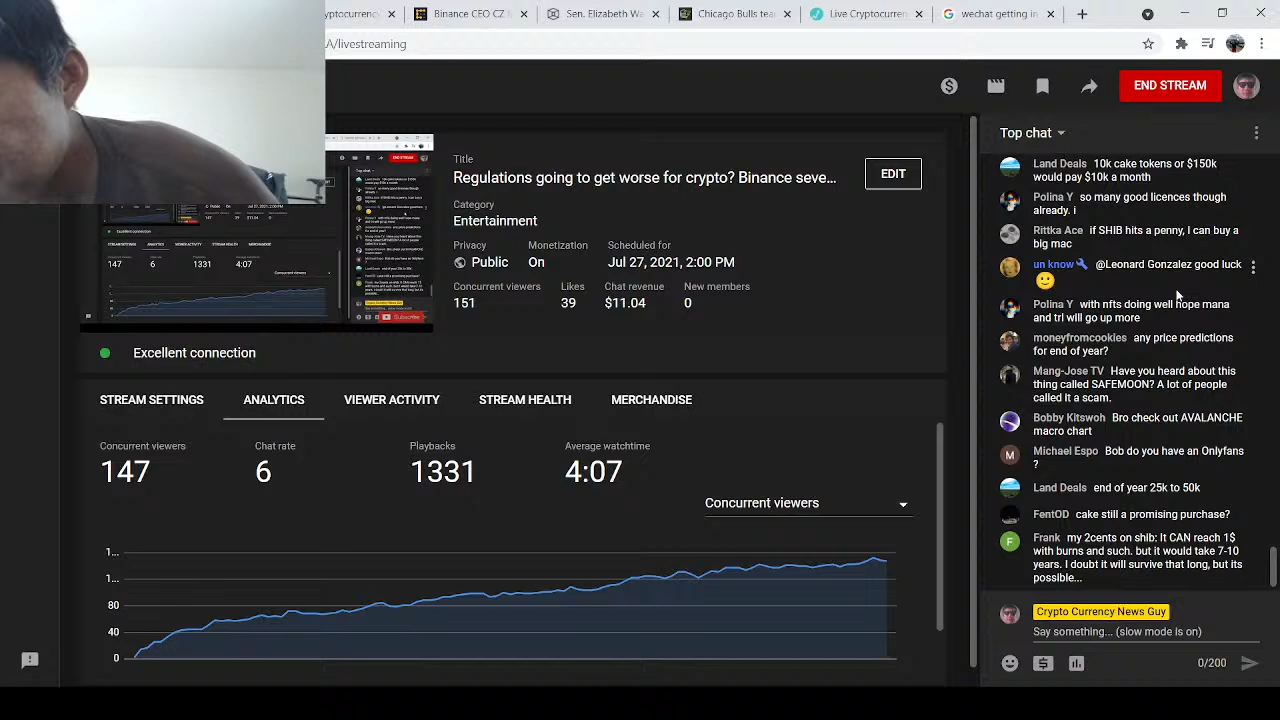 ryptocurrency
Binance CEO CZ
Sen. Elizabeth Wa
Chicago Bulls tea
Live Cryptocurrenc
wechat getting in
A/livestreaming
END STREAM
Title
Regulations going to get worse for crypto? Binance seye.
EDIT
Category
Entertainment
Privacy
Monetization
Scheduled for
Public
On
Jul 27, 2021, 2:00 PM
Concurrent viewers
Likes
Chat revenue
New members
151
39
$11.04
0
Excellent connection
STREAM SETTINGS
ANALYTICS
VIEWER ACTIVITY
STREAM HEALTH
MERCHANDISE
Concurrent viewers
Chat rate
Playbacks
Average watchtime
147
6
1331
4:07
Concurrent viewers
1...
1...
80
40
0
Top chat
Land Deals 10k cake tokens or $150k
would pay $10k a month
good licences though
already. I
if SHIB hits a penny, I can buy a
big mac
un know @Leonard Gonzalez good luck
doing well hope mana
and trl will go up more
moneyfromcookies any price predictions
for end of year?
Mang-Jose TV Have you heard about this
thing called SAFEMOON? A lot of people
called it a scam.
Bobby Kitswoh Bro check out AVALANCHE
macro chart
Michael Espo Bob do you have an Onlyfans
?
Land Deals end of year 25k to 50k
FentOD cake still a promising purchase?
Frank my 2cents on shib: It CAN reach 1$
with burns and such. but it would take 7-10
years. I doubt it will survive that long, but its
possible...
Crypto Currency News Guy
Say something... (slow mode is on)
0/200